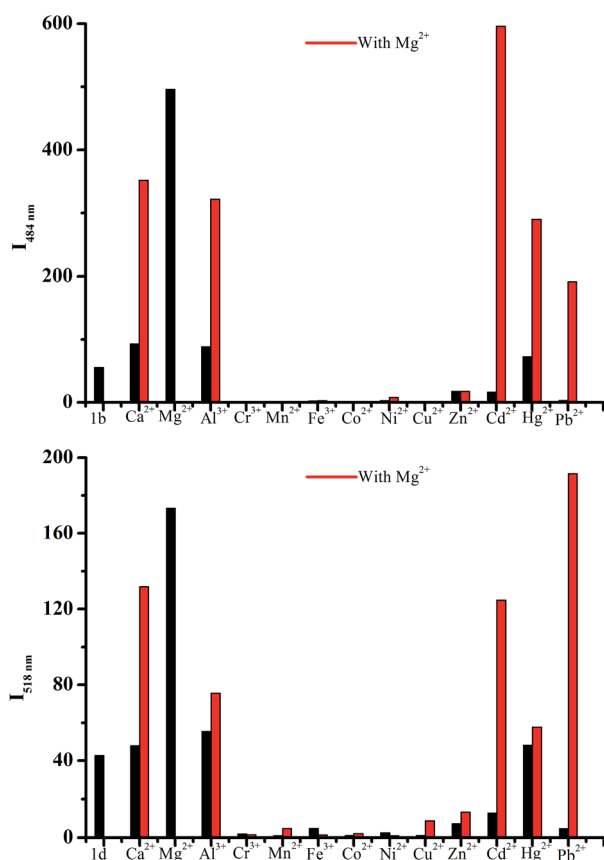 600
With Mg²⁺
400
I484 nm
200
0
1b Ca²⁺ Mg²⁺ Al³⁺ Cr³⁺ Mn²⁺ Fe³⁺ Co²⁺ Ni²⁺ Cu²⁺ Zn²⁺ Cd²⁺ Hg²⁺ Pb²⁺
200
With Mg²⁺
160
120
I518 nm
80
40
0
1d Ca²⁺ Mg²⁺ Al³⁺ Cr³⁺ Mn²⁺ Fe³⁺ Co²⁺ Ni²⁺ Cu²⁺ Zn²⁺ Cd²⁺ Hg²⁺ Pb²⁺